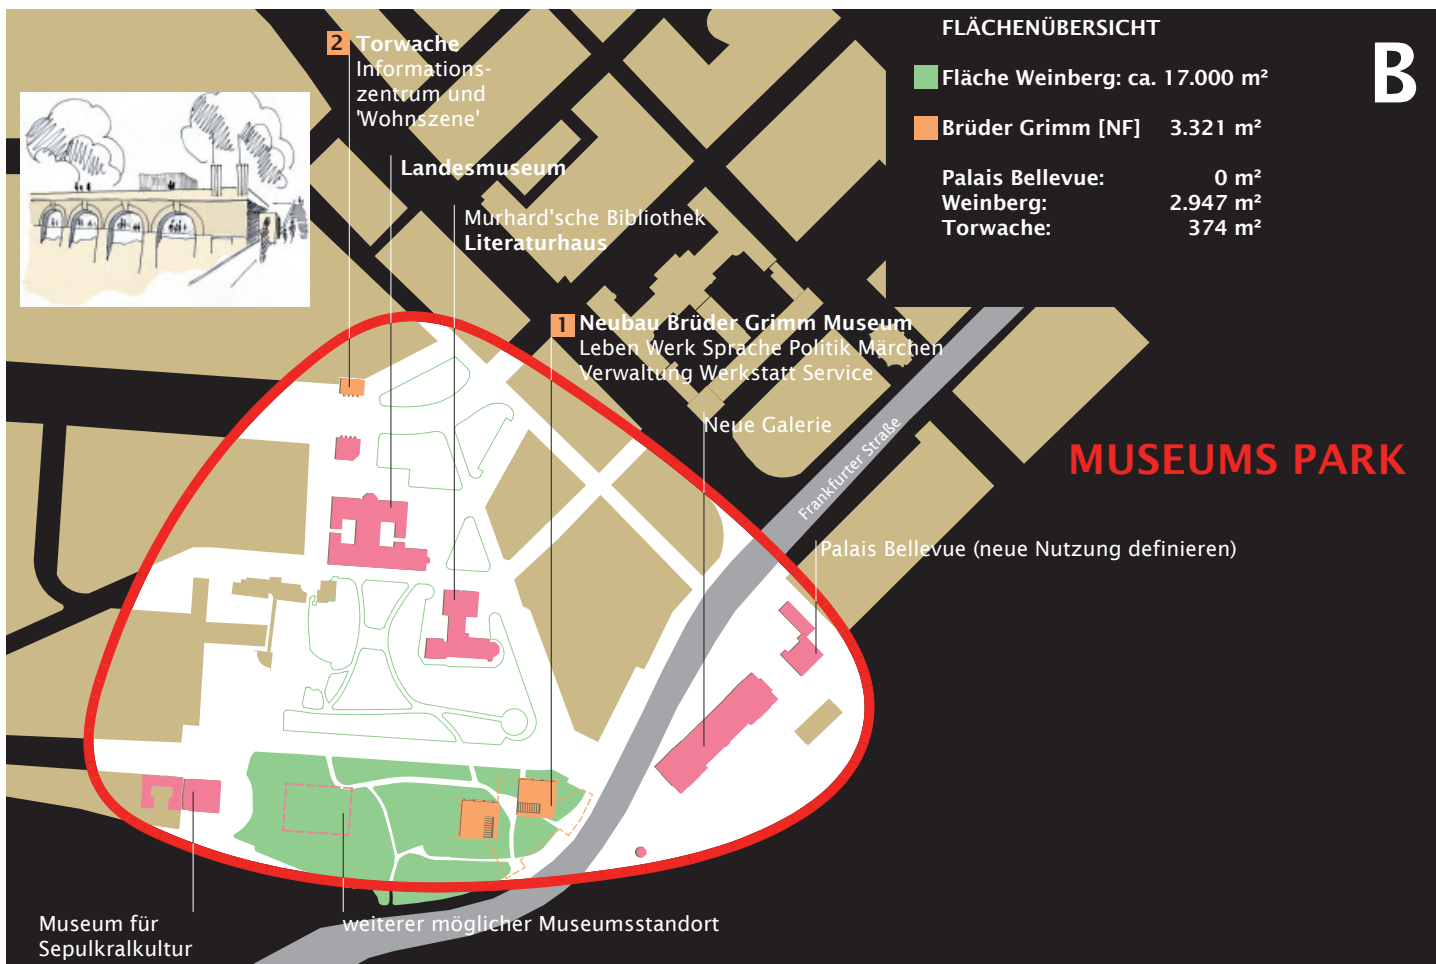 2 Torwache
Informations-
zentrum und
'Wohnszene'
Landesmuseum
Murhard'sche Bibliothek
Literaturhaus
1 Neubau Brüder Grimm Museum
Leben Werk Sprache Politik Märchen
Verwaltung Werkstatt Service
Neue Galerie
Frankfurter Straße
Palais Bellevue (neue Nutzung definieren)
FLÄCHENÜBERSICHT
Fläche Weinberg: ca. 17.000 m²
Brüder Grimm [NF] 3.321 m²
Palais Bellevue: 0 m²
Weinberg: 2.947 m²
Torwache: 374 m²
B
MUSEUMS PARK
Museum für
Sepulkralkultur
weiterer möglicher Museumsstandort